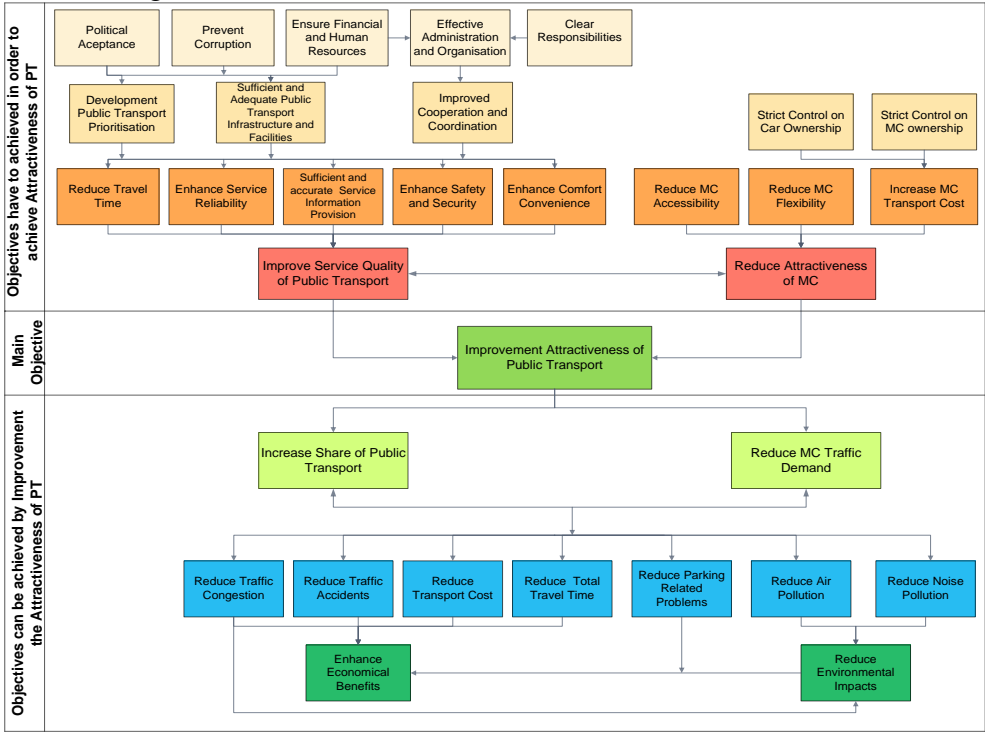 Objectives have to achieved in order to
achieve Attractiveness of PT
Political
Aceptance
Prevent
Corruption
Ensure Financial
and Human
Resources
Effective
Administration
and Organisation
Clear
Responsibilities
Development
Public Transport
Prioritisation
Sufficient and
Adequate Public
Transport
Infrastructure and
Facilities
Improved
Cooperation and
Coordination
Strict Control on
Car Ownership
Strict Control on
MC ownership
Reduce Travel
Time
Enhance Service
Reliability
Sufficient and
accurate Service
Information
Provision
Enhance Safety
and Security
Enhance Comfort
Convenience
Reduce MC
Accessibility
Reduce MC
Flexibility
Increase MC
Transport Cost
Improve Service Quality
of Public Transport
Reduce Attractiveness
of MC
Main
Objective
Improvement Attractiveness of
Public Transport
Objectives can be achieved by Improvement
the Attractiveness of PT
Increase Share of Public
Transport
Reduce MC Traffic
Demand
Reduce Traffic
Congestion
Reduce Traffic
Accidents
Reduce
Transport Cost
Reduce Total
Travel Time
Reduce Parking
Related
Problems
Reduce Air
Pollution
Reduce Noise
Pollution
Enhance
Economical
Benefits
Reduce
Environmental
Impacts